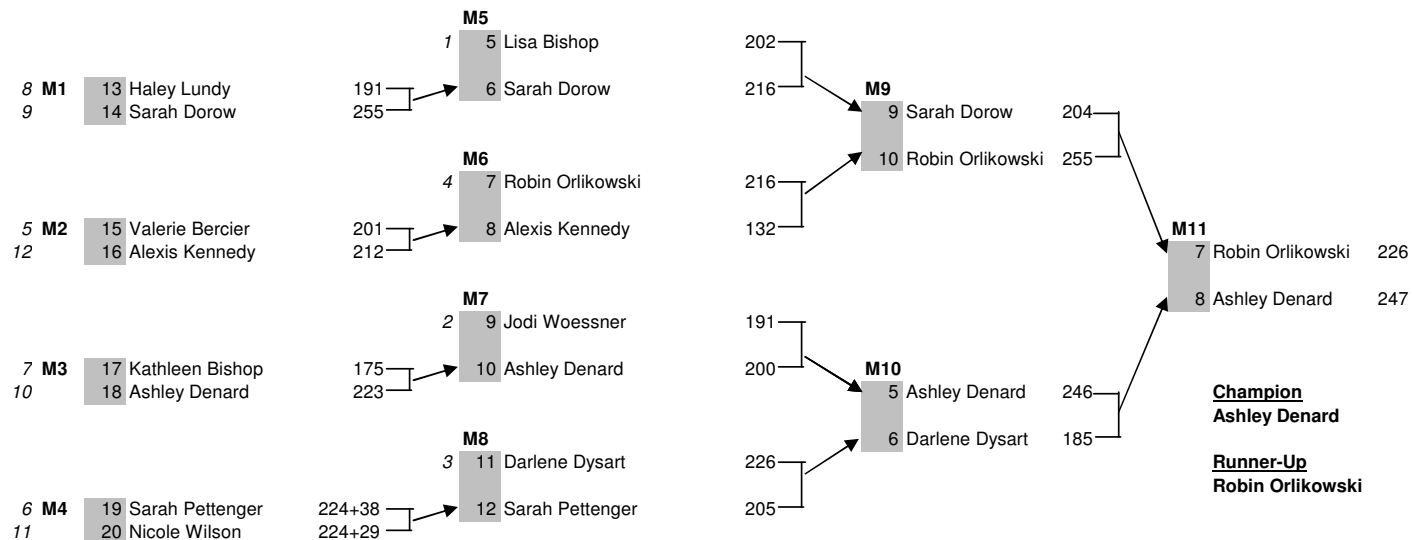 M5
1 5 Lisa Bishop 202
8 M1 13 Haley Lundy 191 6 Sarah Dorow 216 M9
9 14 Sarah Dorow 255 9 Sarah Dorow 204
M6 10 Robin Orlikowski 255
4 7 Robin Orlikowski 216
5 M2 15 Valerie Bercier 201 8 Alexis Kennedy 132 M11
12 16 Alexis Kennedy 212 7 Robin Orlikowski 226
M7 8 Ashley Denard 247
2 9 Jodi Woessner 191
7 M3 17 Kathleen Bishop 175 10 Ashley Denard 200 M10
10 18 Ashley Denard 223 5 Ashley Denard 246 Champion
Ashley Denard
M8 6 Darlene Dysart 185
3 11 Darlene Dysart 226 Runner-Up
Robin Orlikowski
6 M4 19 Sarah Pettenger 224+38 12 Sarah Pettenger 205
11 20 Nicole Wilson 224+29